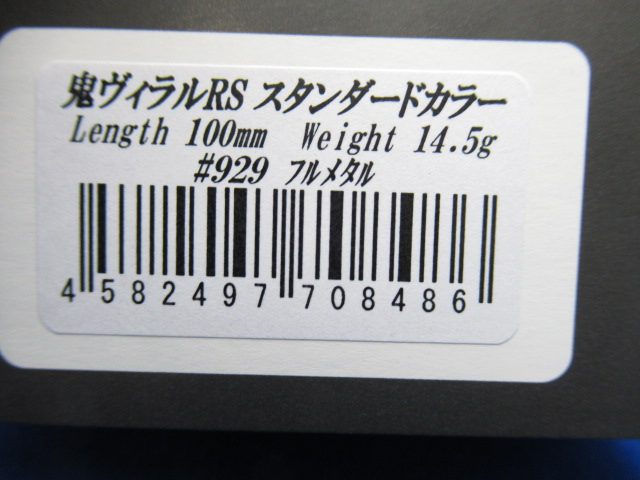 鬼ヴィラルRS スタンダードカラー
Length 100mm Weight 14.5g
#929 フルメタル
4 582497 708486